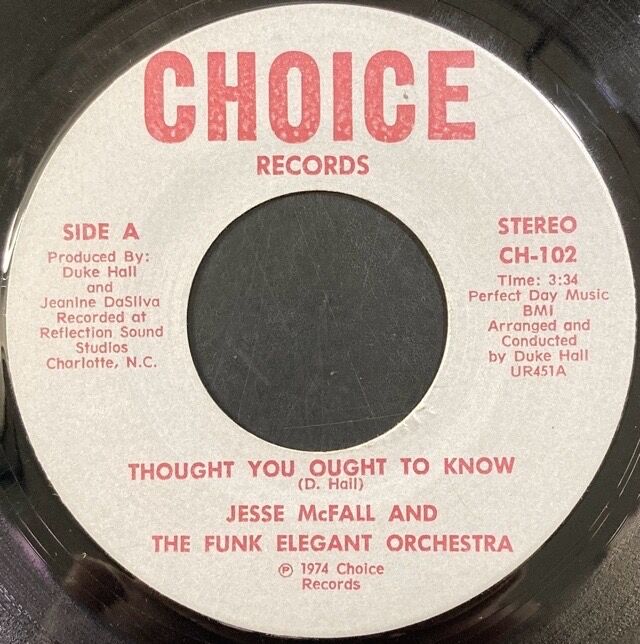 CHOICE
RECORDS
SIDE A
Produced By:
Duke Hall
and
Jeanine DaSilva
Recorded at
Reflection Sound
Studios
Charlotte, N.C.
STEREO
CH-102
Time: 3:34
Perfect Day Music
BMI
Arranged and
Conducted
by Duke Hall
UR451A
THOUGHT YOU OUGHT TO KNOW
(D. Hall)
JESSE McFALL AND
THE FUNK ELEGANT ORCHESTRA
℗ 1974 Choice
Records